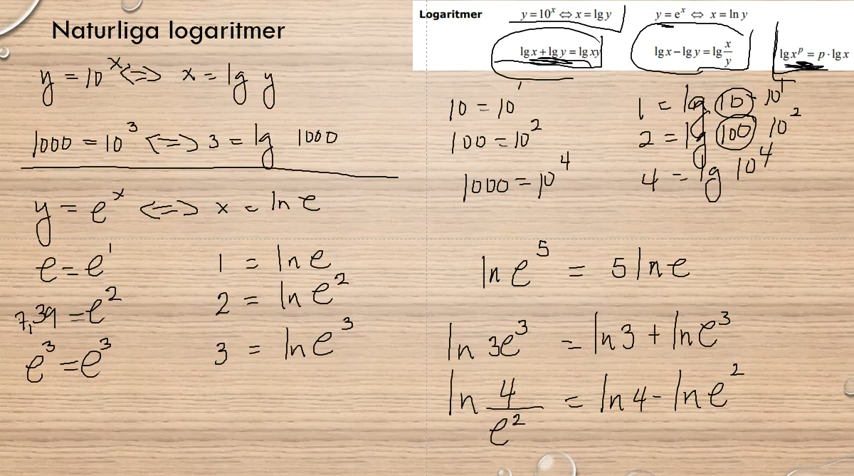 Naturliga logaritmer
y = 10^x <=> x = lg y
1000 = 10^3 <=> 3 = lg 1000
y = e^x <=> x = ln e
e = e^1 1 = ln e
7,39 = e^2 2 = ln e^2
e^3 = e^3 3 = ln e^3
Logaritmer y = 10^x ⇔ x = lg y y = e^x ⇔ x = ln y
lg x + lg y = lg xy lg x − lg y = lg x/y lg x^p = p · lg x
10 = 10^1 1 = lg 10 10^1
100 = 10^2 2 = lg 100 10^2
1000 = 10^4 4 = lg 10^4
ln e^5 = 5 ln e
ln 3e^3 = ln 3 + ln e^3
ln 4/e^2 = ln 4 - ln e^2